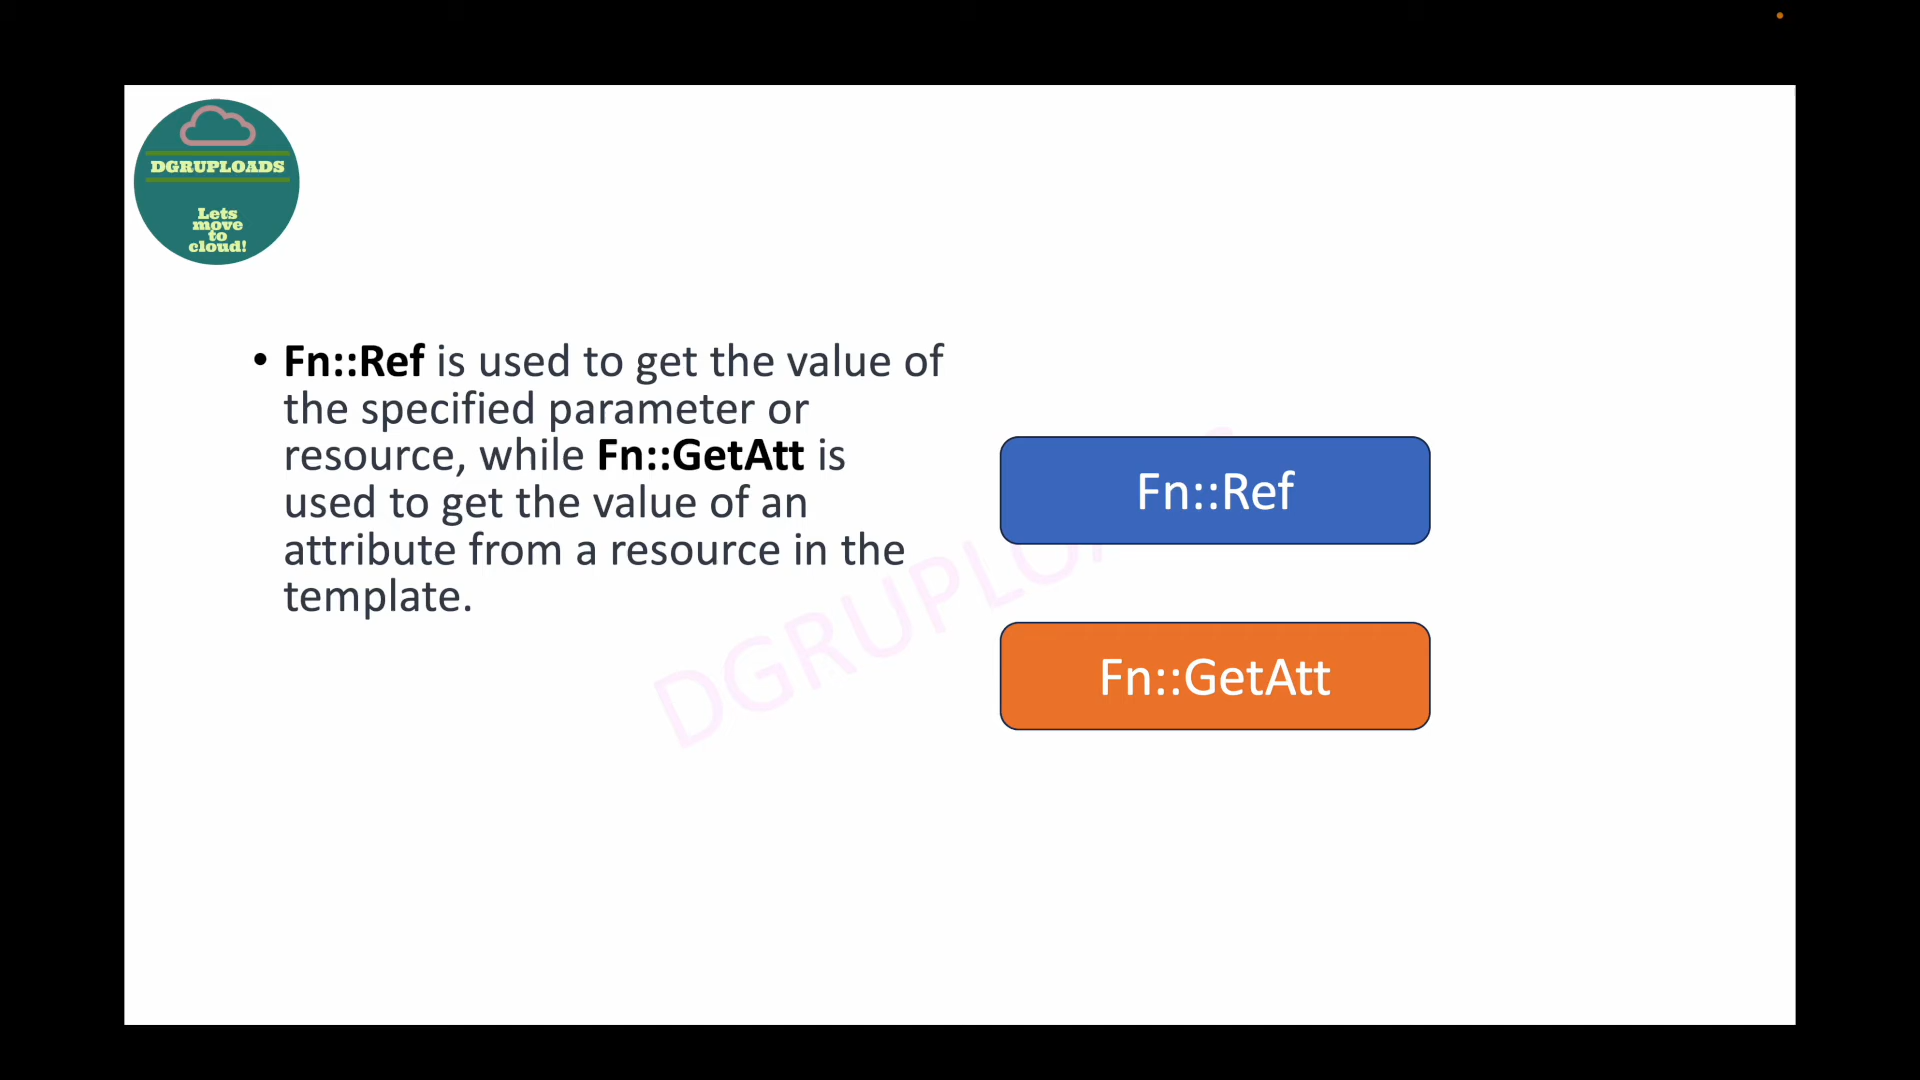 DGRUPLOADS
Lets
move
to
cloud!
• Fn::Ref is used to get the value of
the specified parameter or
resource, while Fn::GetAtt is
used to get the value of an
attribute from a resource in the
template.
Fn::Ref
Fn::GetAtt